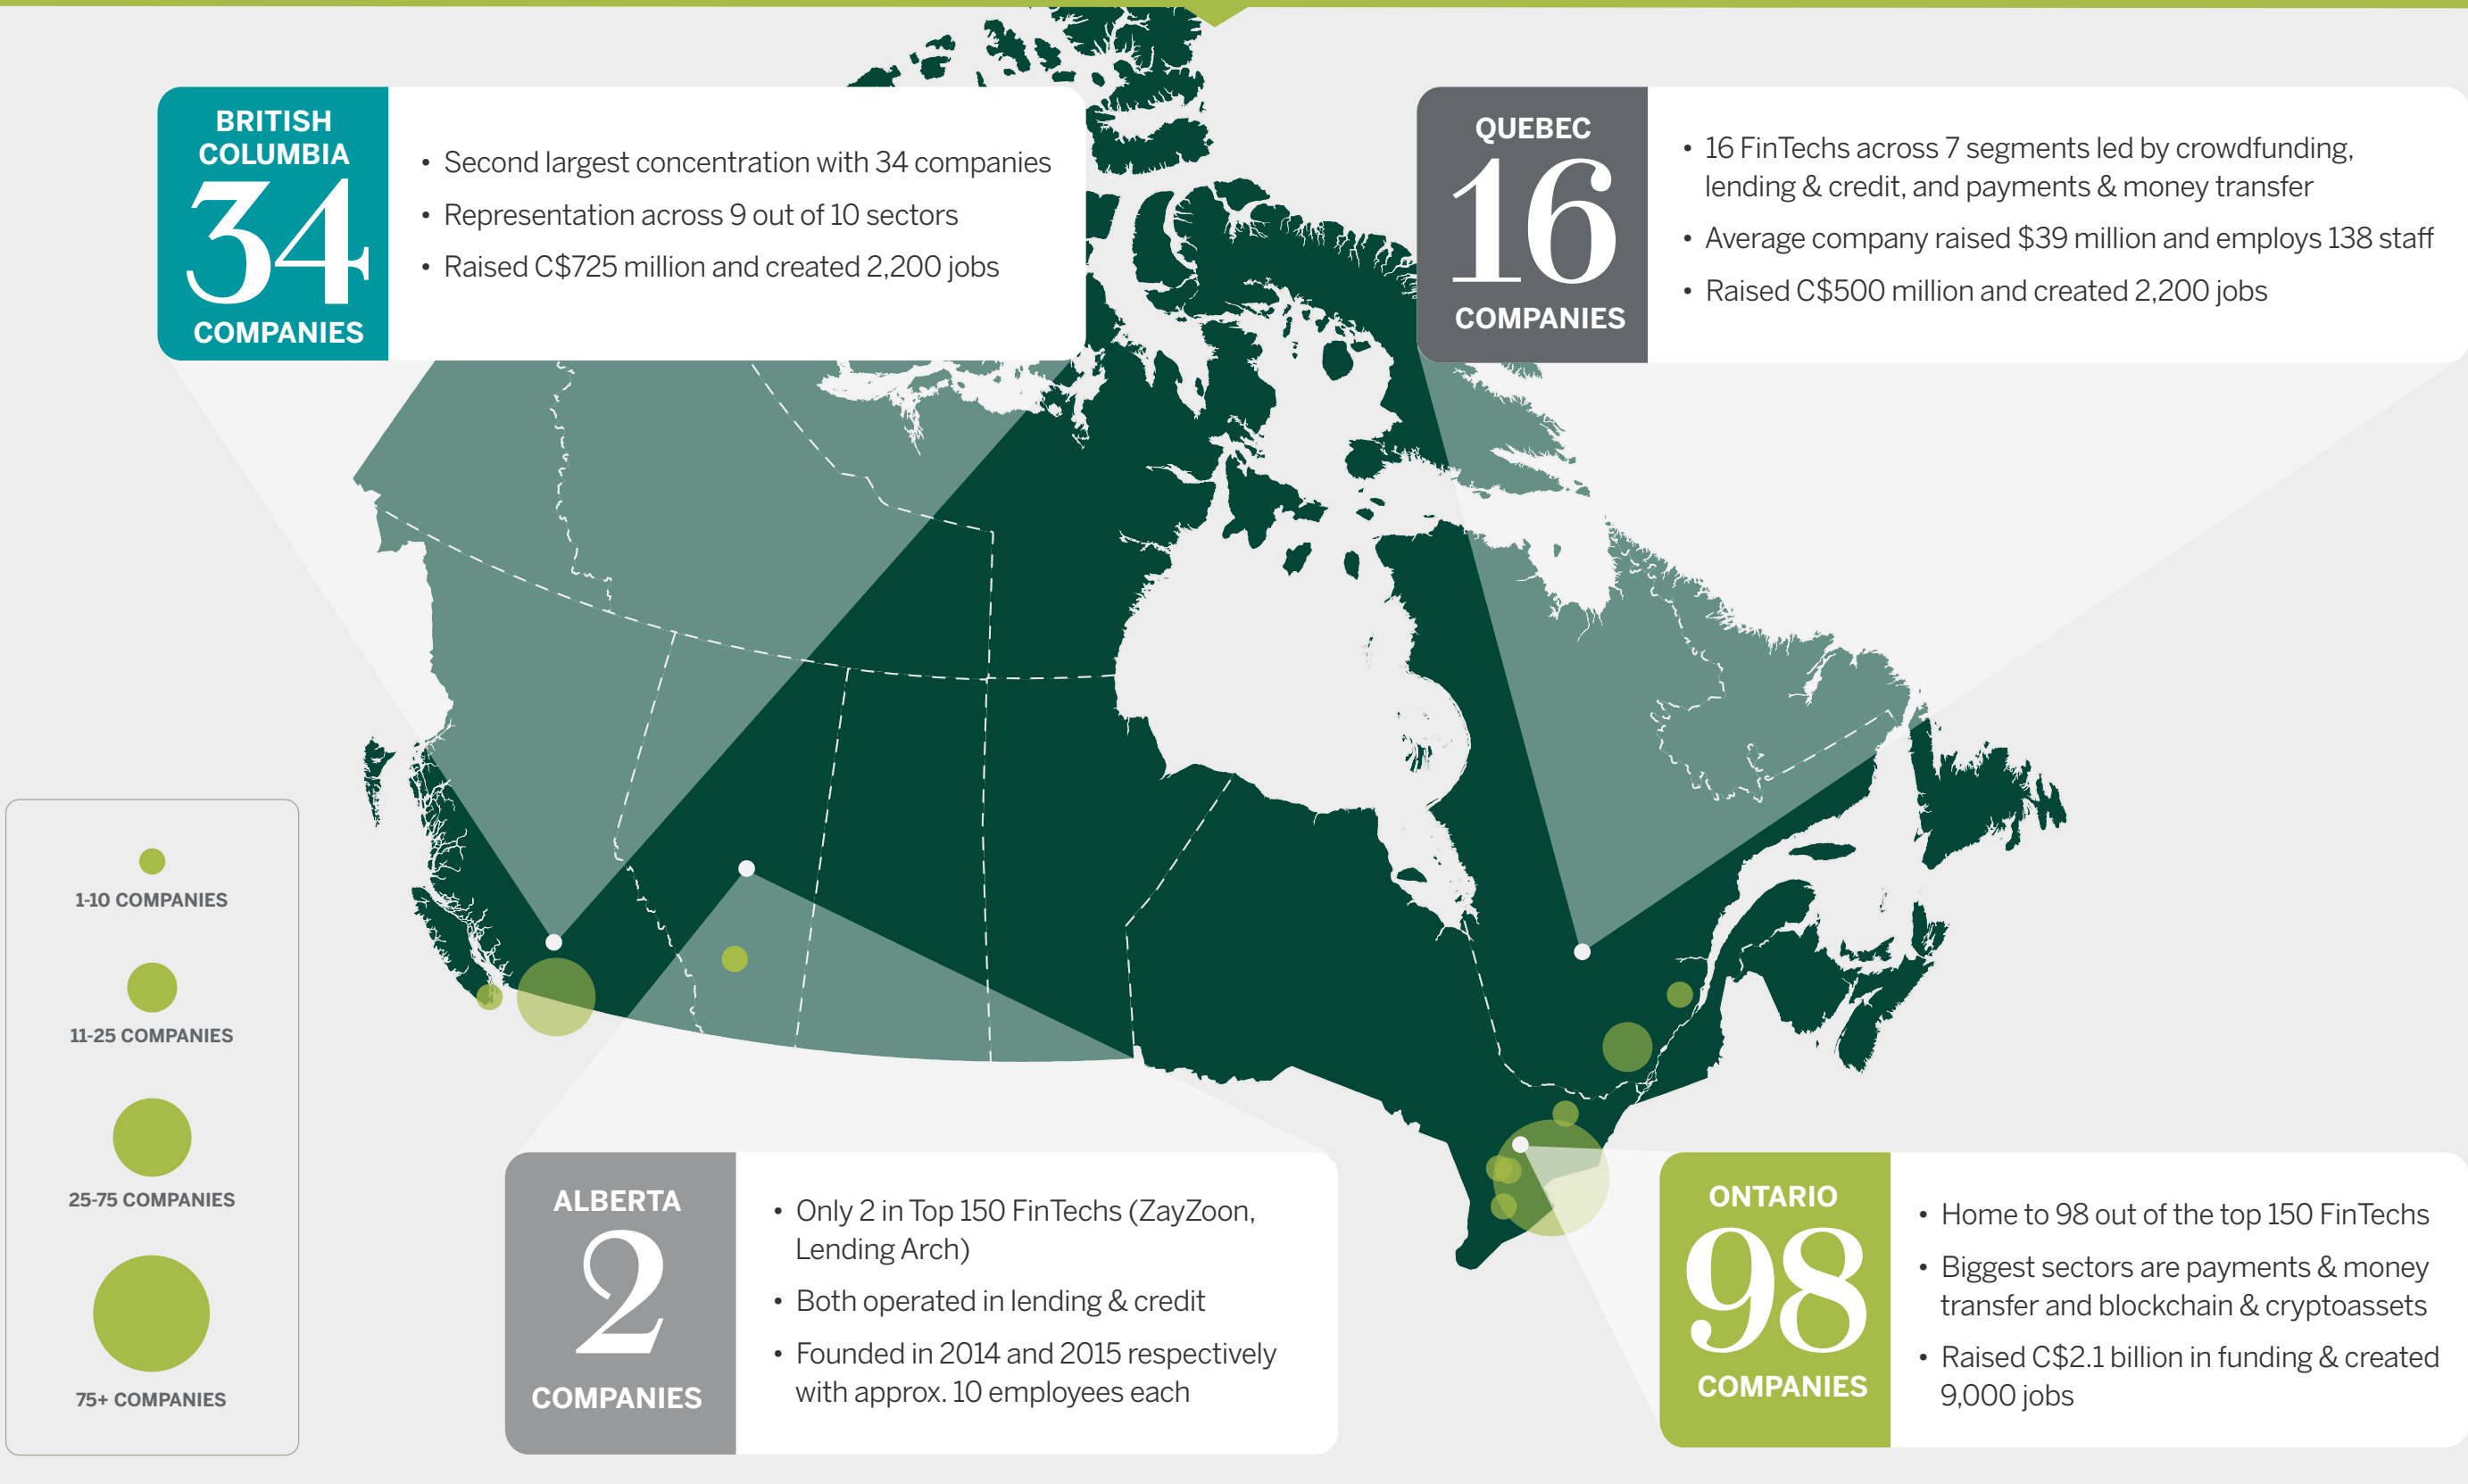 BRITISH
COLUMBIA
34
COMPANIES
• Second largest concentration with 34 companies
• Representation across 9 out of 10 sectors
• Raised C$725 million and created 2,200 jobs
QUEBEC
16
COMPANIES
• 16 FinTechs across 7 segments led by crowdfunding,
lending & credit, and payments & money transfer
• Average company raised $39 million and employs 138 staff
• Raised C$500 million and created 2,200 jobs
1-10 COMPANIES
11-25 COMPANIES
25-75 COMPANIES
75+ COMPANIES
ALBERTA
2
COMPANIES
• Only 2 in Top 150 FinTechs (ZayZoon,
Lending Arch)
• Both operated in lending & credit
• Founded in 2014 and 2015 respectively
with approx. 10 employees each
ONTARIO
98
COMPANIES
• Home to 98 out of the top 150 FinTechs
• Biggest sectors are payments & money
transfer and blockchain & cryptoassets
• Raised C$2.1 billion in funding & created
9,000 jobs